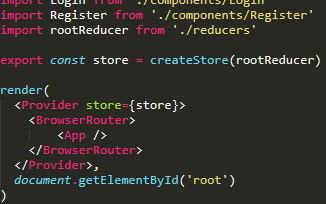 import Login from './components/Login'
import Register from './components/Register'
import rootReducer from './reducers'
export const store = createStore(rootReducer)
render(
<Provider store={store}>
<BrowserRouter>
<App />
</BrowserRouter>
</Provider>,
document.getElementById('root')
)